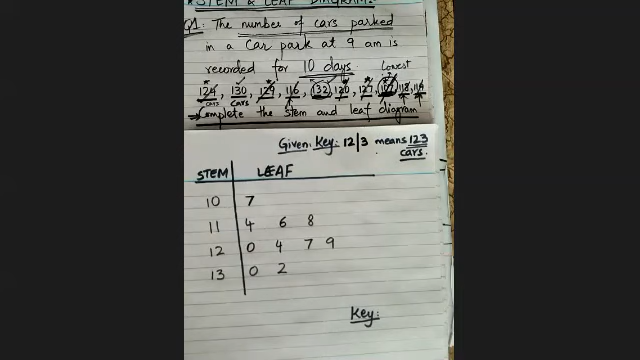 *STEM & LEAF DIAGRAM:
Q1: The number of cars parked
in a car park at 9 am is
recorded for 10 days. Lowest
124, 130, 129, 116, 132, 120, 127, 107, 118, 114
cars cars
Complete the stem and leaf diagram
Given Key: 12|3 means 123
cars.
STEM LEAF
10 7
11 4 6 8
12 0 4 7 9
13 0 2
Key: